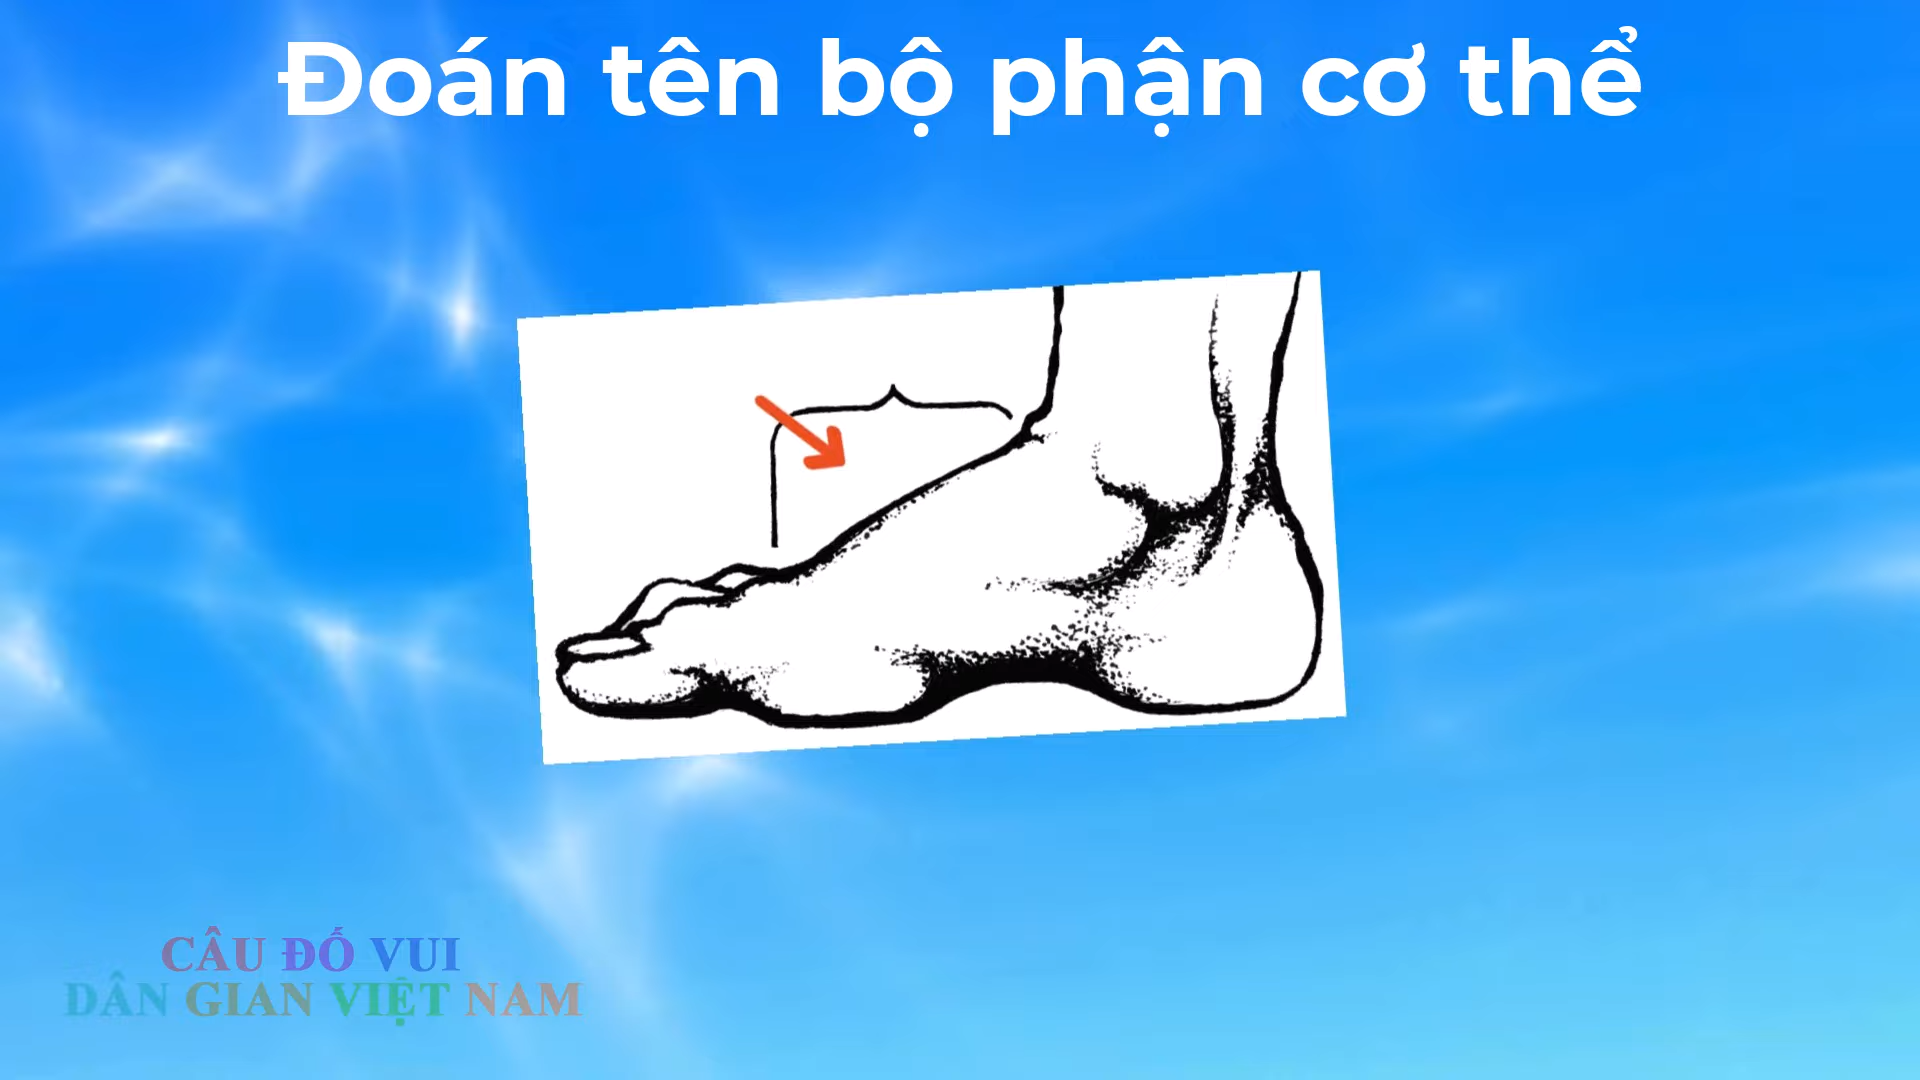 Đoán tên bộ phận cơ thể
CÂU ĐỐ VUI
DÂN GIAN VIỆT NAM